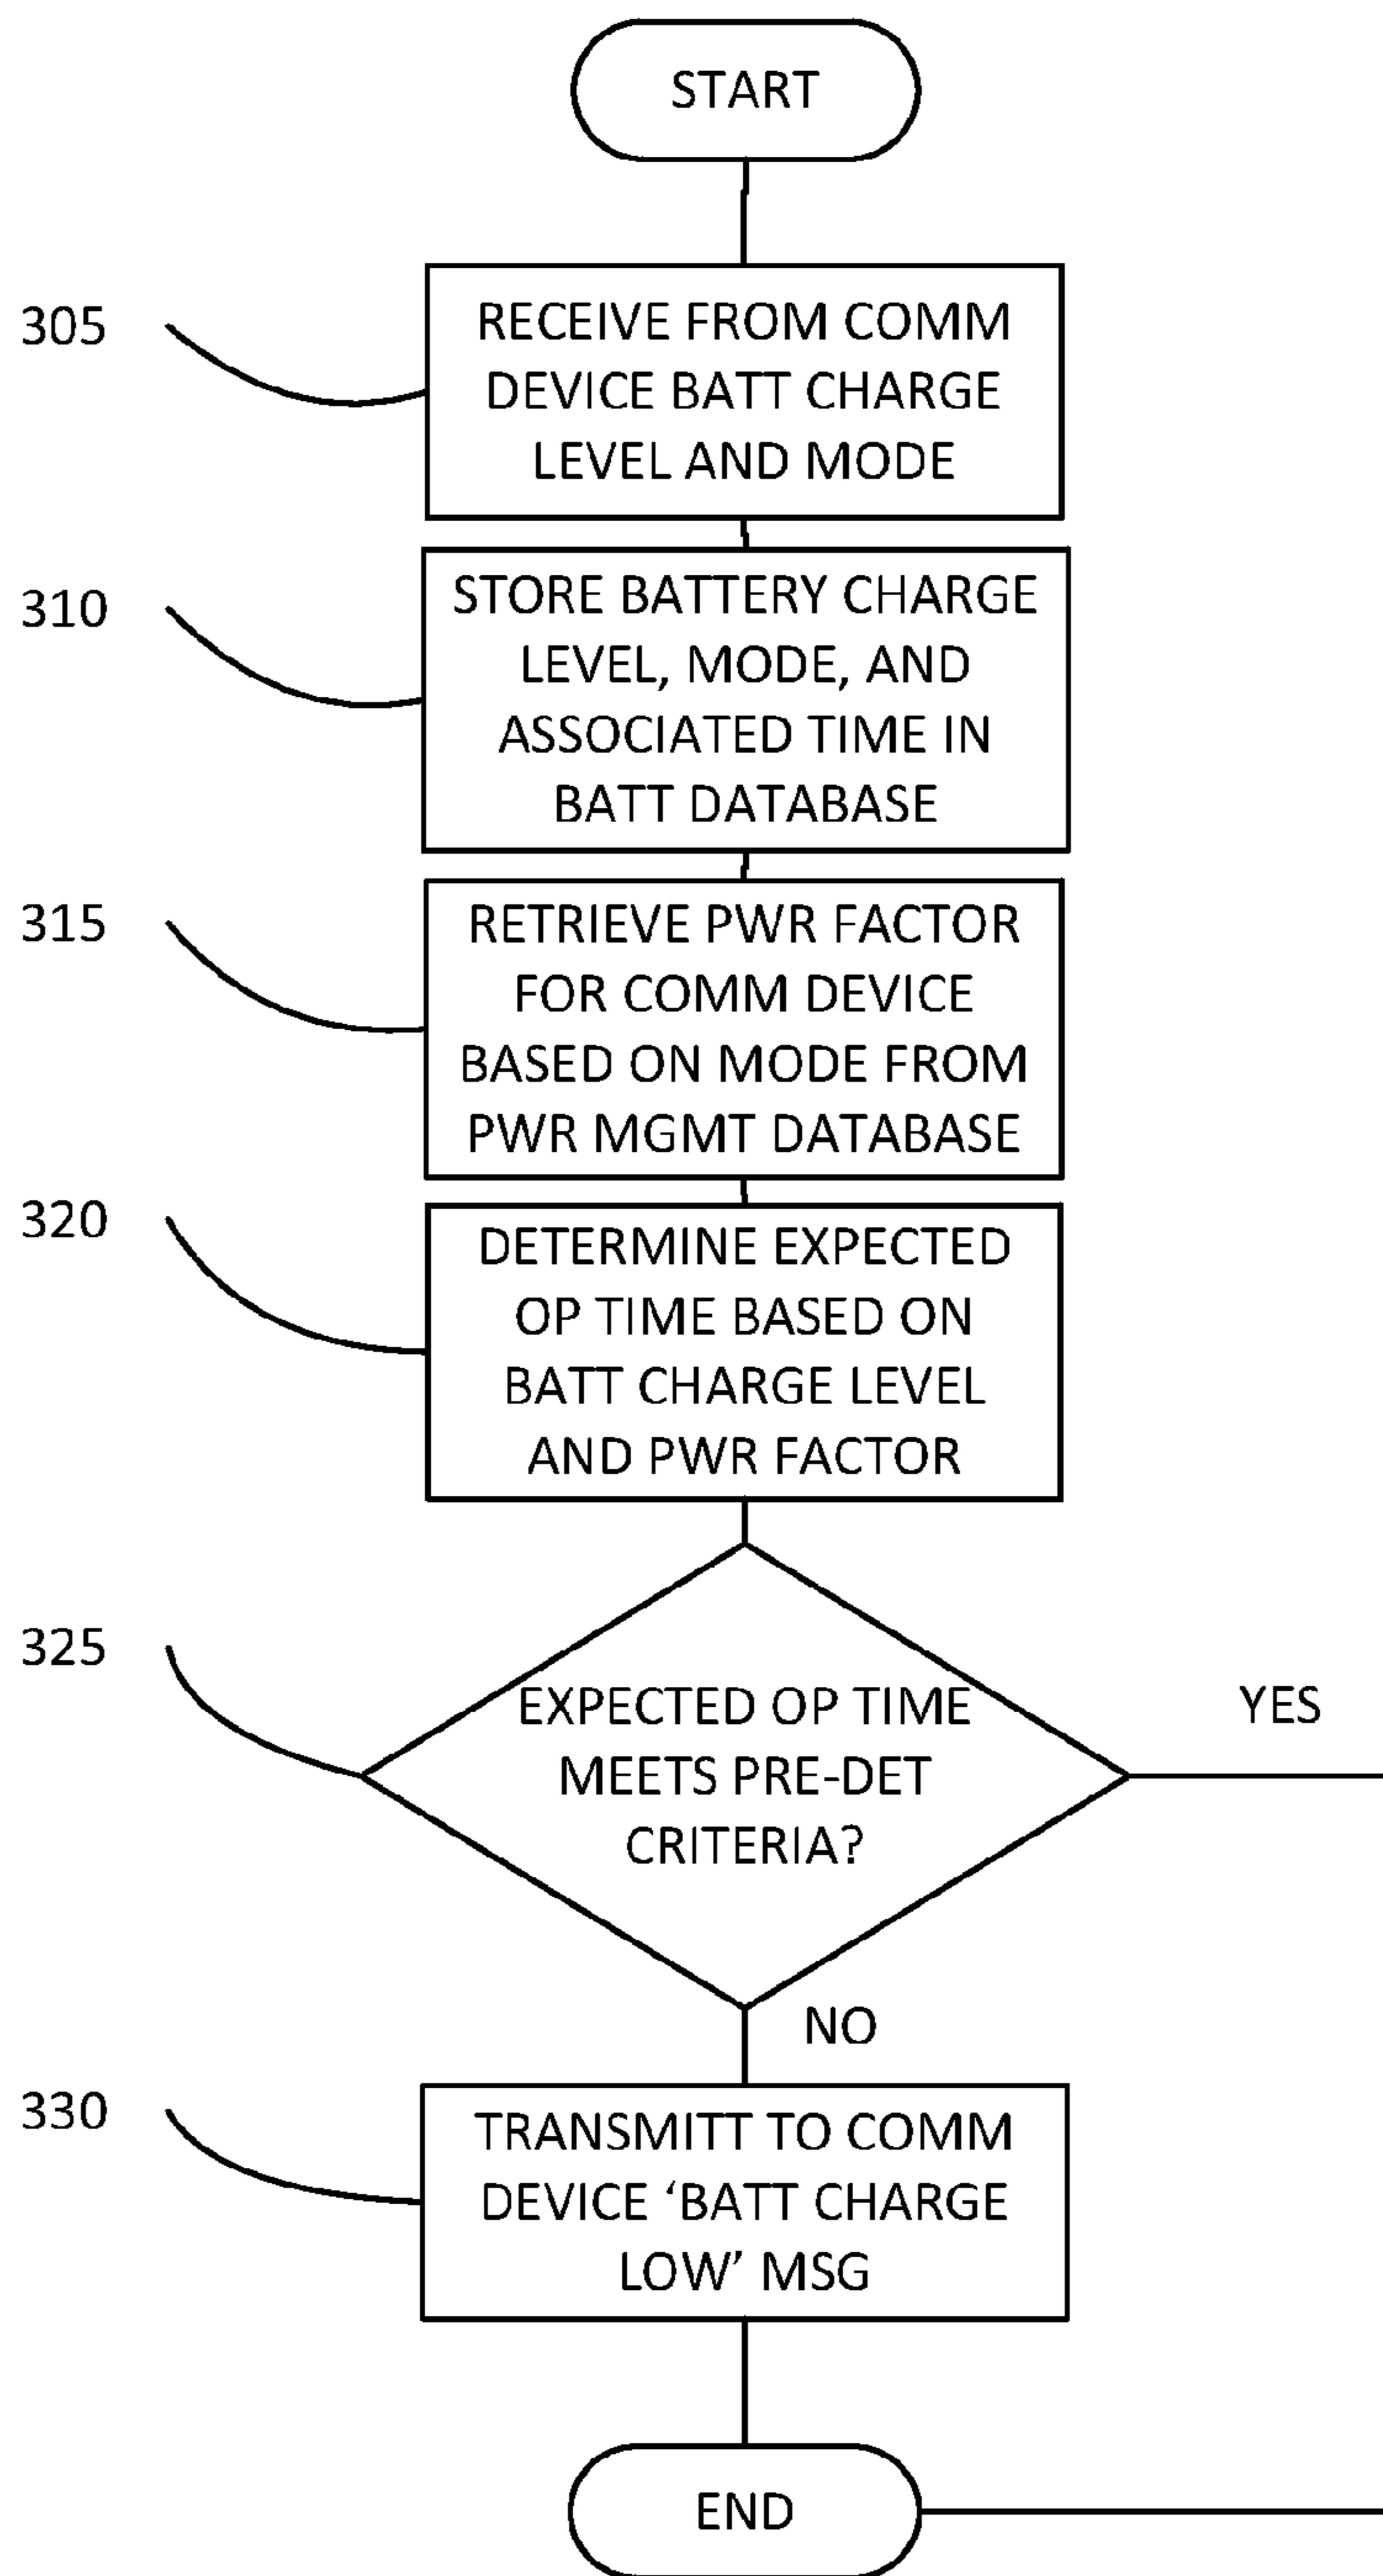 START
305
RECEIVE FROM COMM
DEVICE BATT CHARGE
LEVEL AND MODE
310
STORE BATTERY CHARGE
LEVEL, MODE, AND
ASSOCIATED TIME IN
BATT DATABASE
315
RETRIEVE PWR FACTOR
FOR COMM DEVICE
BASED ON MODE FROM
PWR MGMT DATABASE
320
DETERMINE EXPECTED
OP TIME BASED ON
BATT CHARGE LEVEL
AND PWR FACTOR
325
EXPECTED OP TIME
MEETS PRE-DET
CRITERIA?
YES
NO
330
TRANSMITT TO COMM
DEVICE ‘BATT CHARGE
LOW’ MSG
END